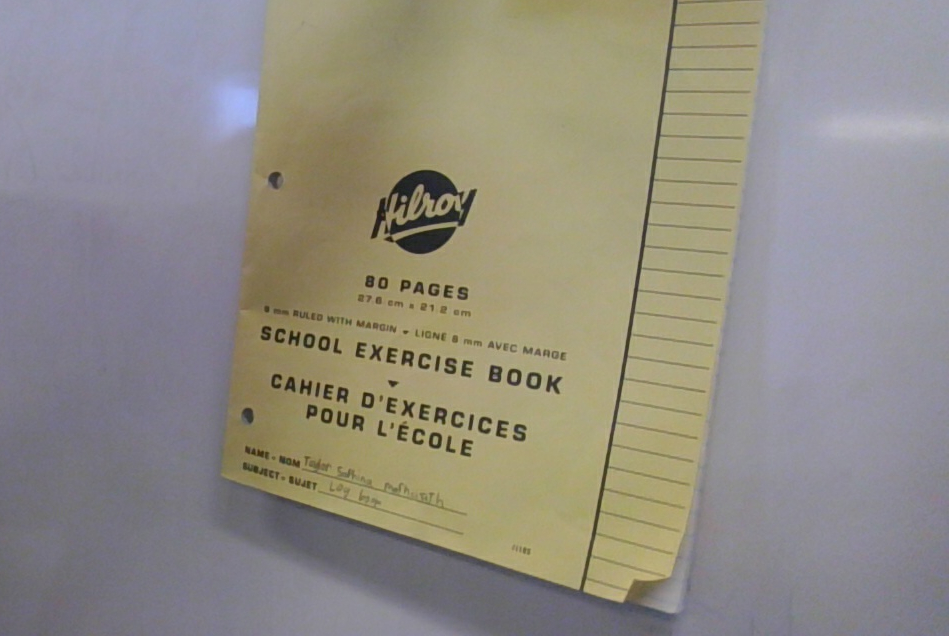 Hilroy
80 PAGES
27.6 cm x 21.2 cm
8 mm RULED WITH MARGIN LIGNÉ 8 mm AVEC MARGE
SCHOOL EXERCISE BOOK
CAHIER D'EXERCICES
POUR L'ÉCOLE
NAME - NOM Taylor
SUBJECT - SUJET Log book
11185